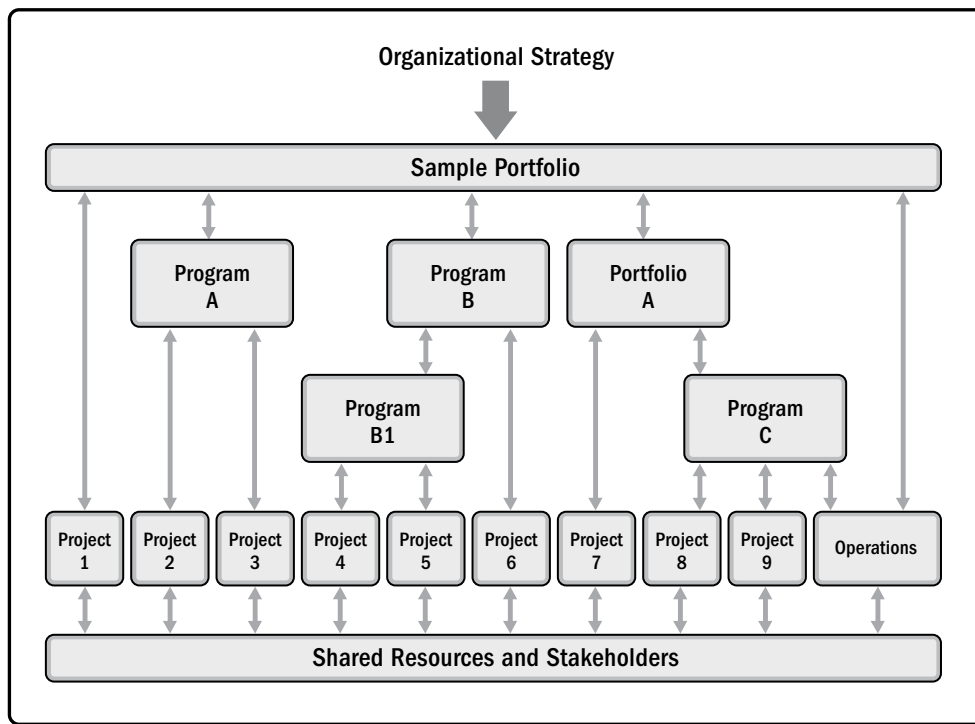 Organizational Strategy
Sample Portfolio
Program
A
Program
B
Portfolio
A
Program
B1
Program
C
Project
1
Project
2
Project
3
Project
4
Project
5
Project
6
Project
7
Project
8
Project
9
Operations
Shared Resources and Stakeholders